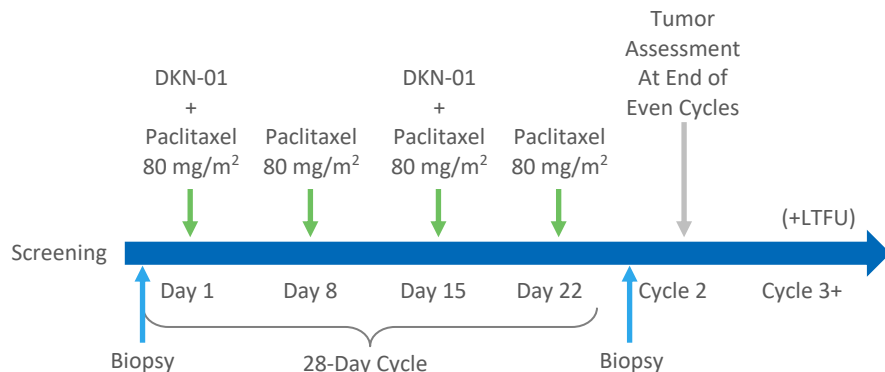 Tumor
Assessment
At End of
Even Cycles
DKN-01
+
Paclitaxel
80 mg/m²
Paclitaxel
80 mg/m²
DKN-01
+
Paclitaxel
80 mg/m²
Paclitaxel
80 mg/m²
(+LTFU)
Screening
Day 1
Day 8
Day 15
Day 22
Cycle 2
Cycle 3+
Biopsy
28-Day Cycle
Biopsy